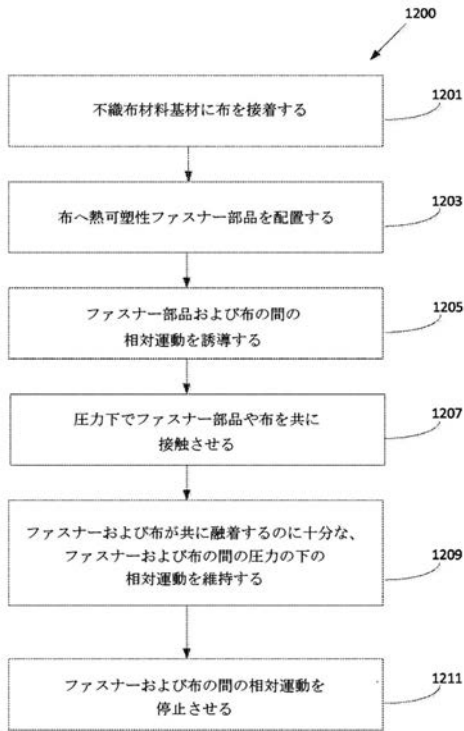 1200
不織布材料基材に布を接着する
1201
布へ熱可塑性ファスナー部品を配置する
1203
ファスナー部品および布の間の
相対運動を誘導する
1205
圧力下でファスナー部品や布を共に
接触させる
1207
ファスナーおよび布が共に融着するのに十分な、
ファスナーおよび布の間の圧力の下の
相対運動を維持する
1209
ファスナーおよび布の間の相対運動を
停止させる
1211